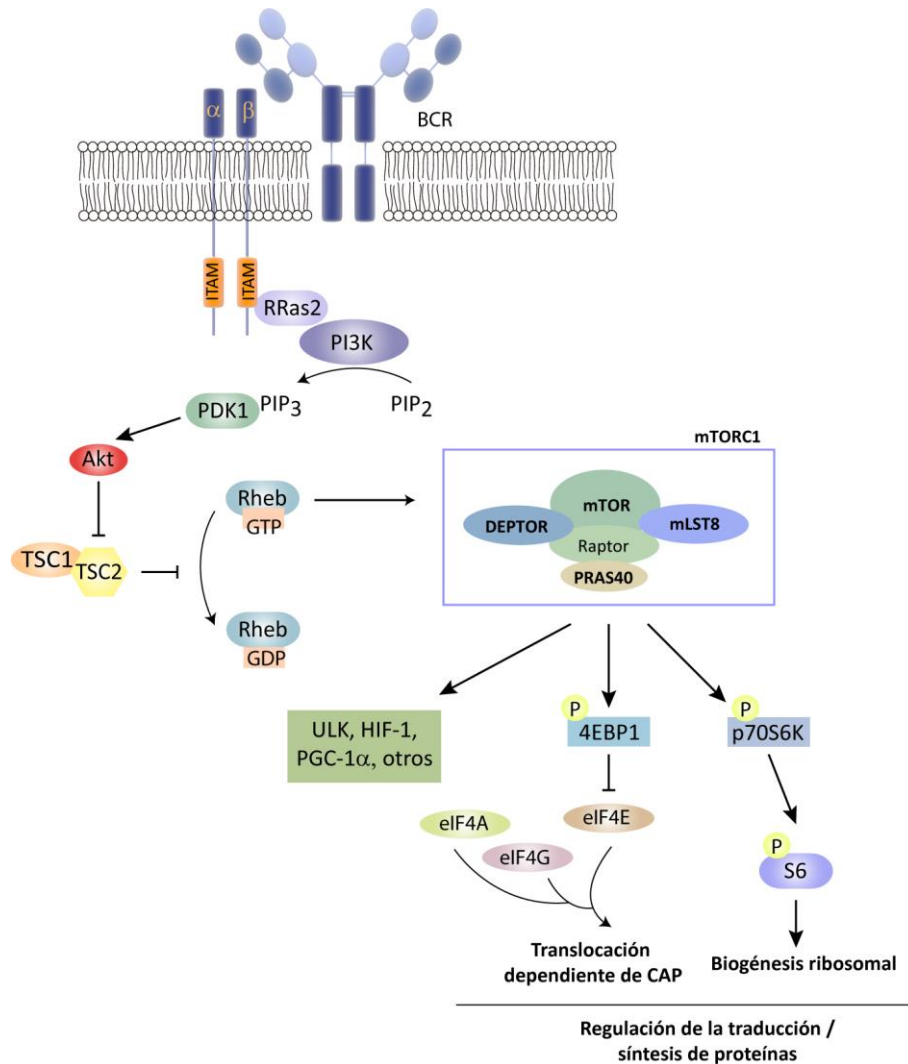 α
β
BCR
ITAM
ITAM
RRas2
PI3K
PDK1
PIP3
PIP2
mTORC1
Akt
Rheb
GTP
mTOR
DEPTOR
mLST8
Raptor
PRAS40
TSC1
TSC2
Rheb
GDP
P
P
ULK, HIF-1,
PGC-1α, otros
4EBP1
p70S6K
eIF4A
eIF4E
eIF4G
P
S6
Translocación
dependiente de CAP
Biogénesis ribosomal
Regulación de la traducción /
síntesis de proteínas